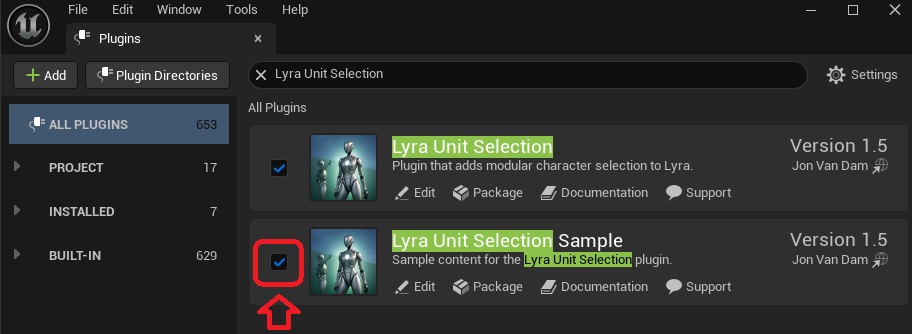 File Edit Window Tools Help
Plugins
Add Plugin Directories Lyra Unit Selection Settings
All Plugins
ALL PLUGINS 653
PROJECT 17
INSTALLED 7
BUILT-IN 629
Lyra Unit Selection Version 1.5
Plugin that adds modular character selection to Lyra. Jon Van Dam
Edit Package Documentation Support
Lyra Unit Selection Sample Version 1.5
Sample content for the Lyra Unit Selection plugin. Jon Van Dam
Edit Package Documentation Support